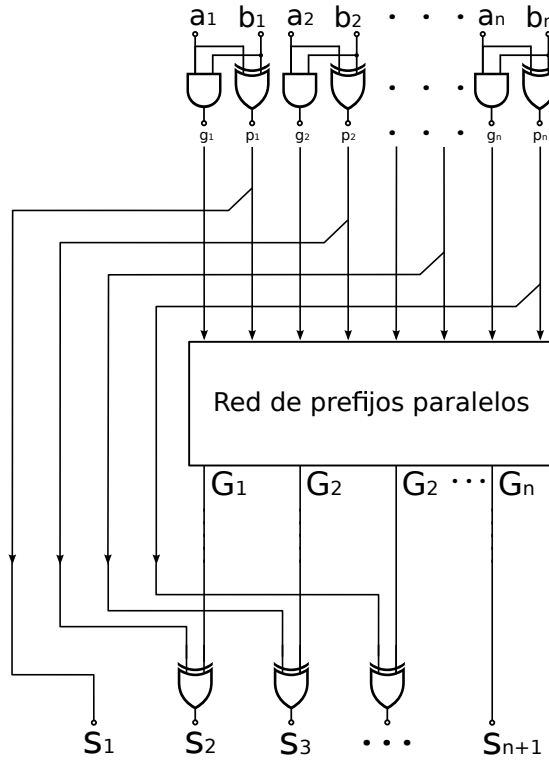 a1 b1 a2 b2 · · · an bn
· · ·
g1 p1 g2 p2 · · · gn pn
Red de prefijos paralelos
G1 G2 G2 ··· Gn
S1 S2 S3 ··· Sn+1